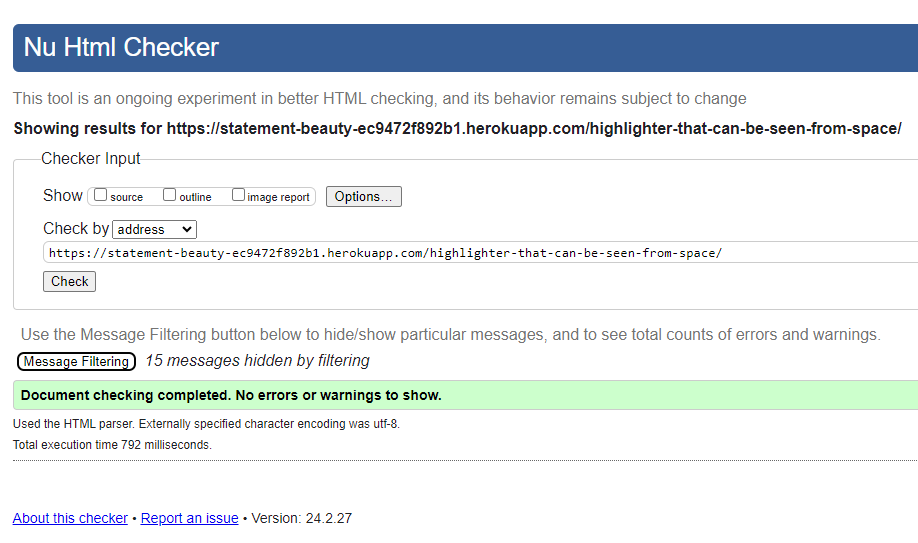 Nu Html Checker
This tool is an ongoing experiment in better HTML checking, and its behavior remains subject to change
Showing results for https://statement-beauty-ec9472f892b1.herokuapp.com/highlighter-that-can-be-seen-from-space/
Checker Input
Show source outline image report Options...
Check by address
https://statement-beauty-ec9472f892b1.herokuapp.com/highlighter-that-can-be-seen-from-space/
Check
Use the Message Filtering button below to hide/show particular messages, and to see total counts of errors and warnings.
Message Filtering 15 messages hidden by filtering
Document checking completed. No errors or warnings to show.
Used the HTML parser. Externally specified character encoding was utf-8.
Total execution time 792 milliseconds.
About this checker • Report an issue • Version: 24.2.27